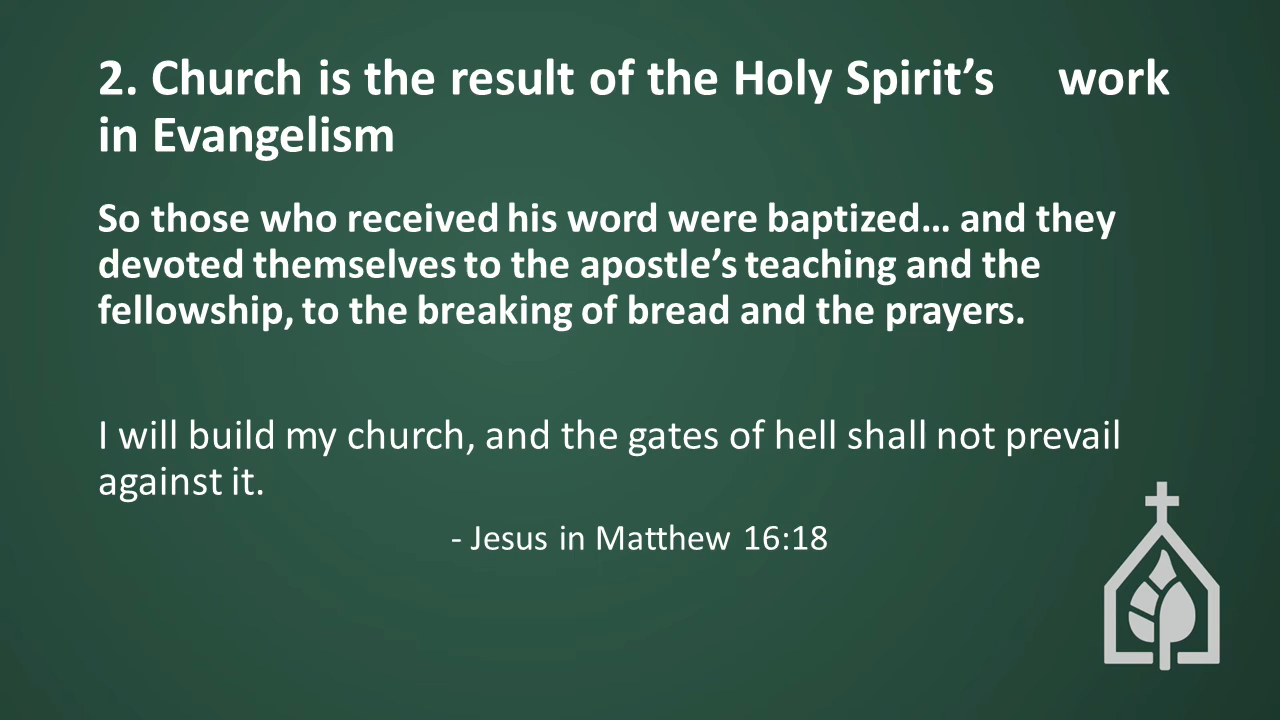 2. Church is the result of the Holy Spirit’s work
in Evangelism
So those who received his word were baptized… and they
devoted themselves to the apostle’s teaching and the
fellowship, to the breaking of bread and the prayers.
I will build my church, and the gates of hell shall not prevail
against it.
- Jesus in Matthew 16:18